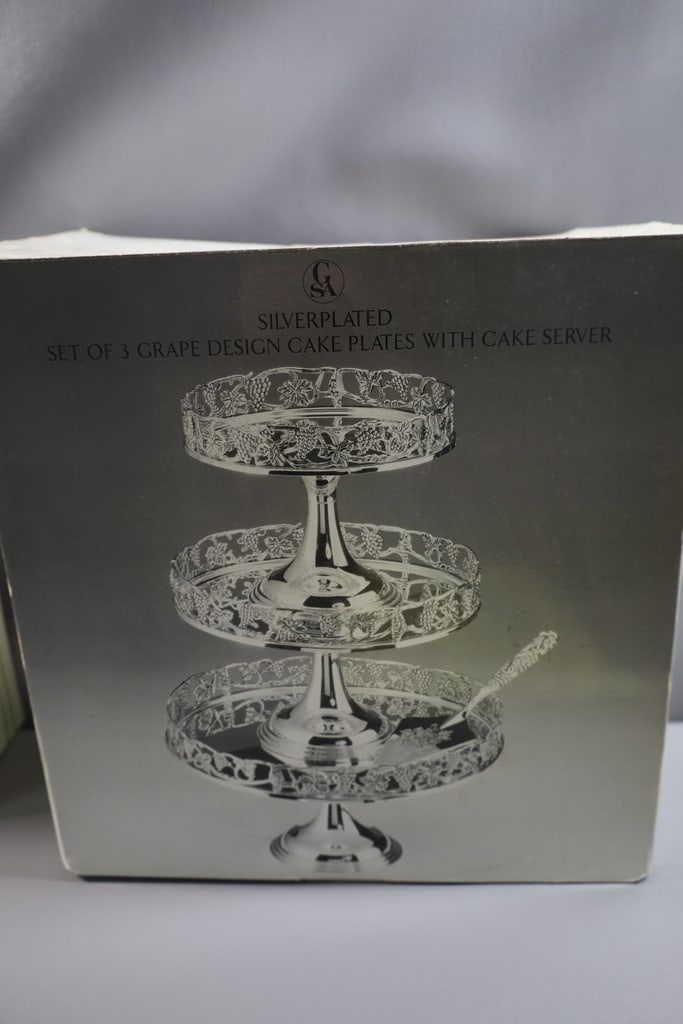 GSA
SILVERPLATED
SET OF 3 GRAPE DESIGN CAKE PLATES WITH CAKE SERVER